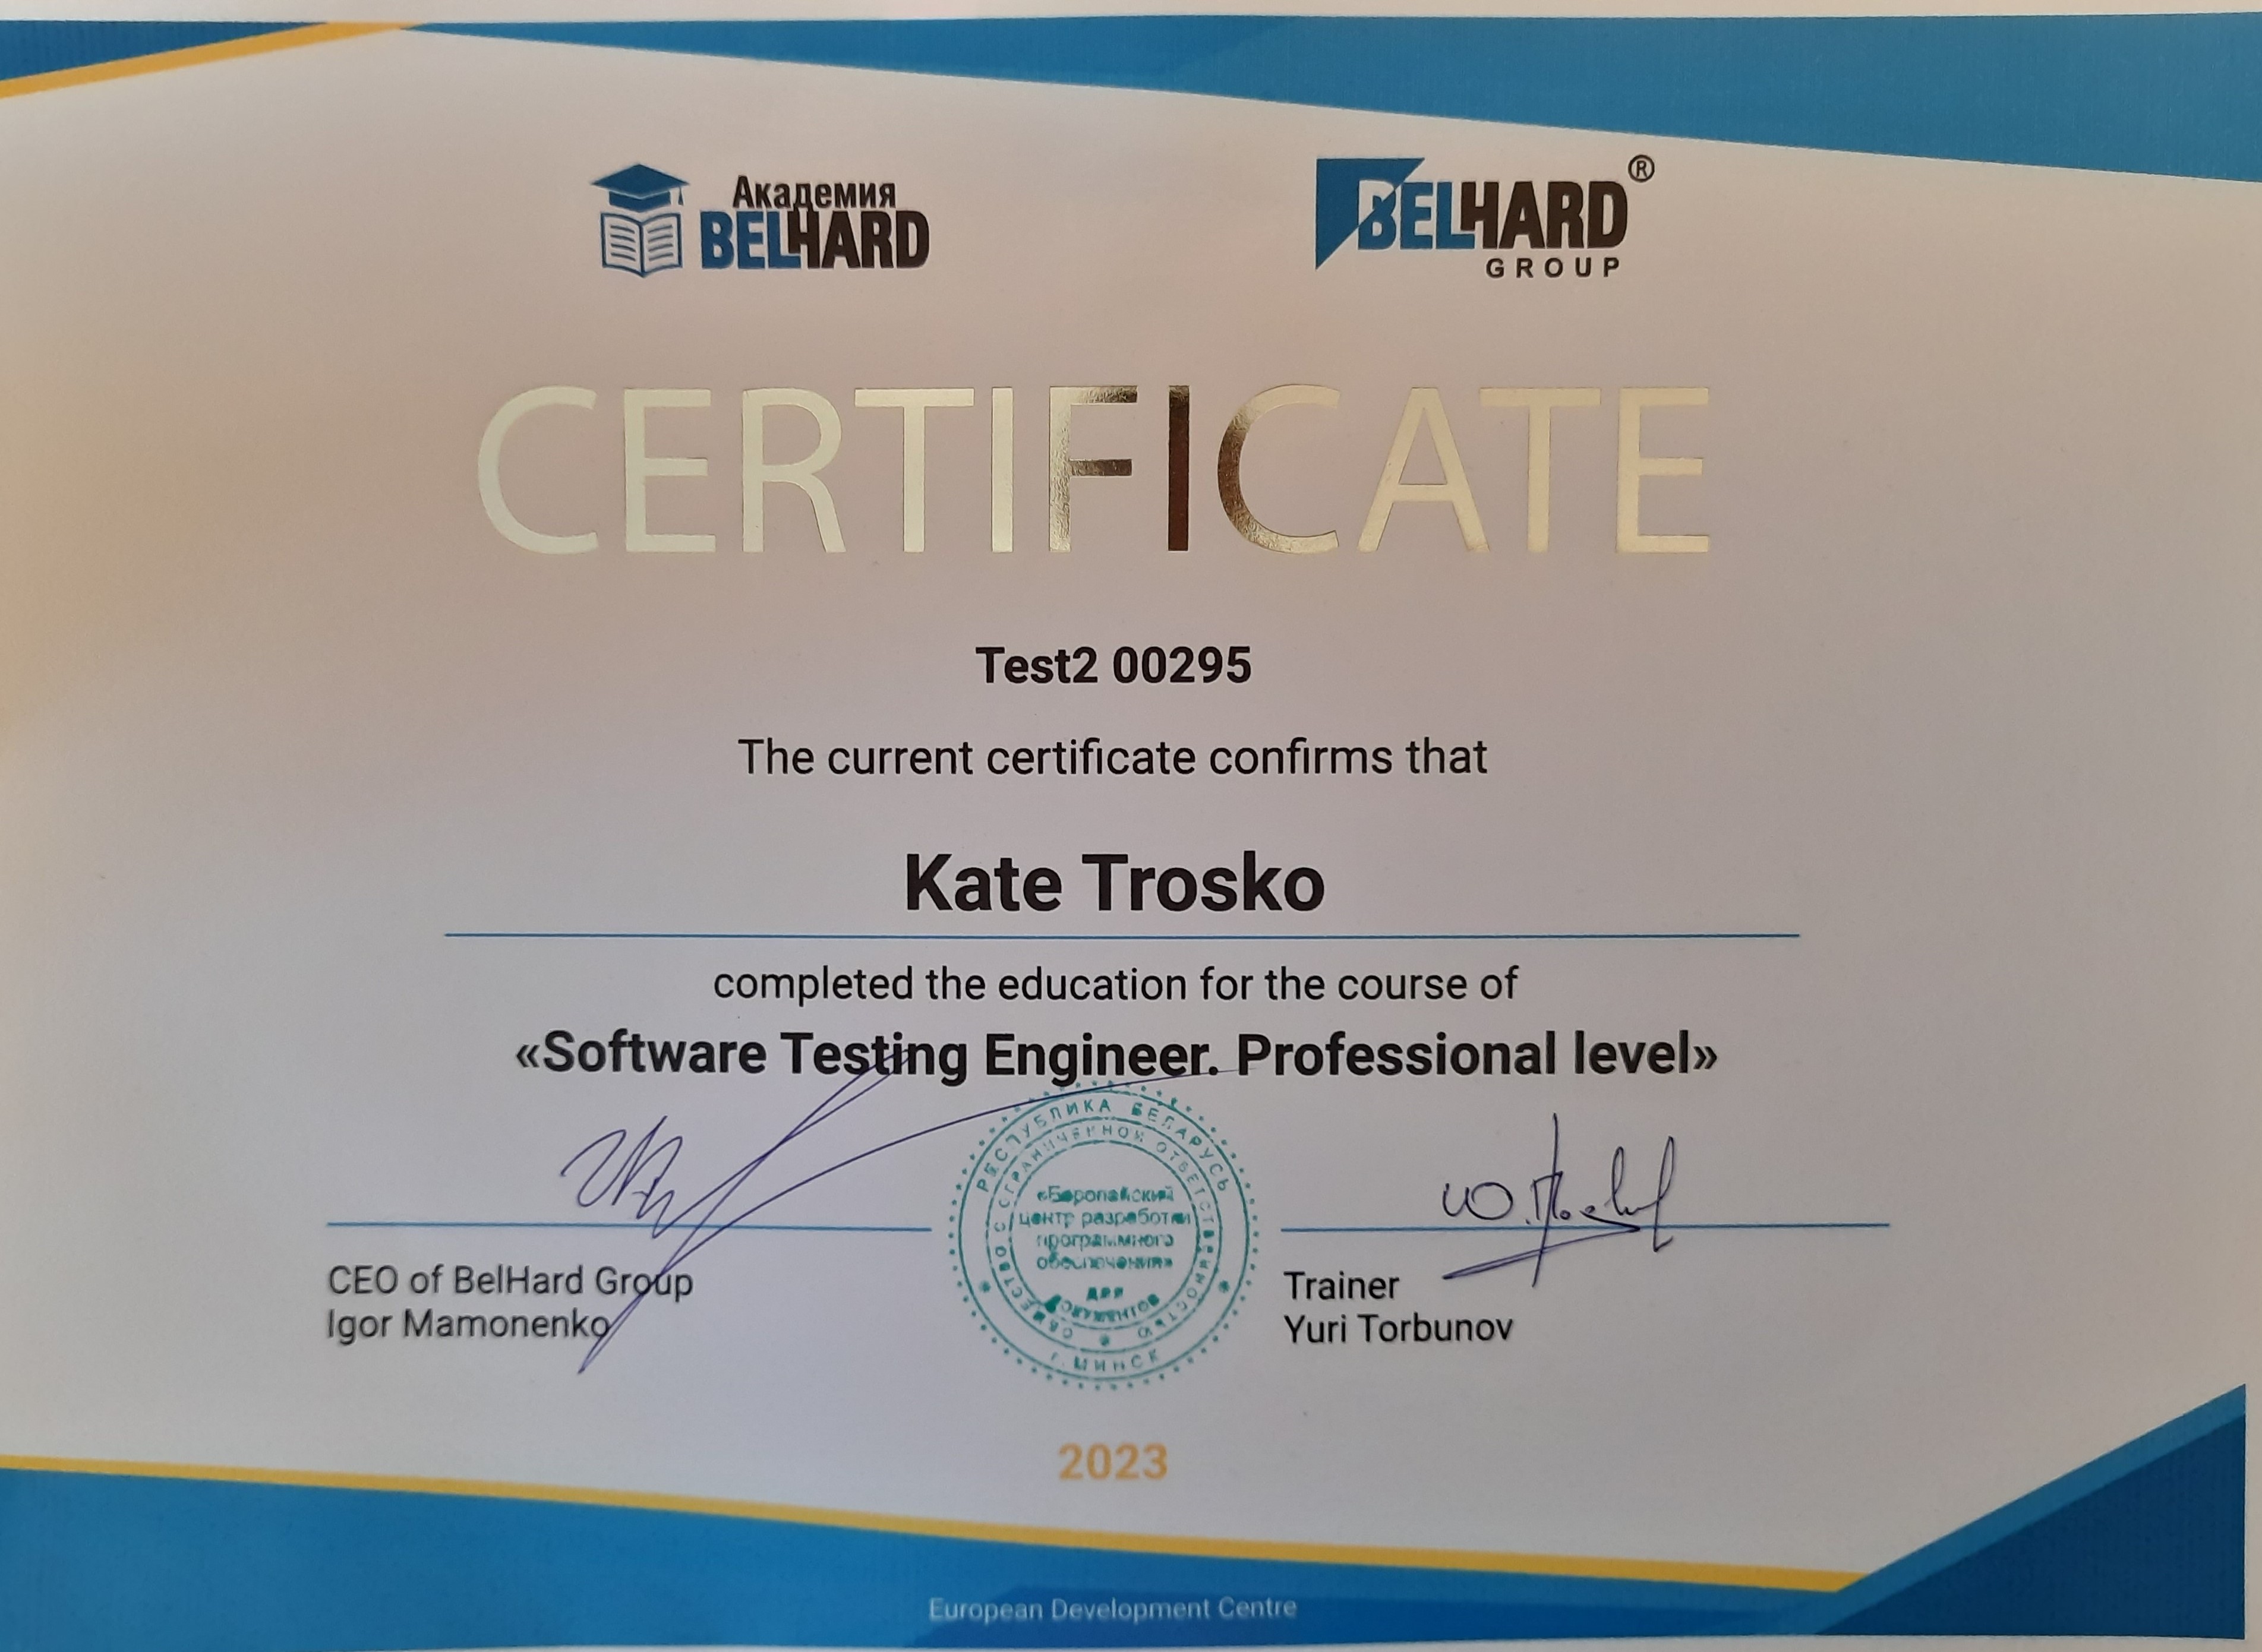 Академия
BELHARD
BELHARD®
GROUP
CERTIFICATE
Test2 00295
The current certificate confirms that
Kate Trosko
completed the education for the course of
«Software Testing Engineer. Professional level»
РЕСПУБЛИКА БЕЛАРУСЬ
ОБЩЕСТВО С ОГРАНИЧЕННОЙ ОТВЕТСТВЕННОСТЬЮ
«Европейский
центр разработки
программного
обеспечения»
ДЛЯ
ДОКУМЕНТОВ
г. МИНСК
CEO of BelHard Group
Igor Mamonenko
Trainer
Yuri Torbunov
2023
European Development Centre